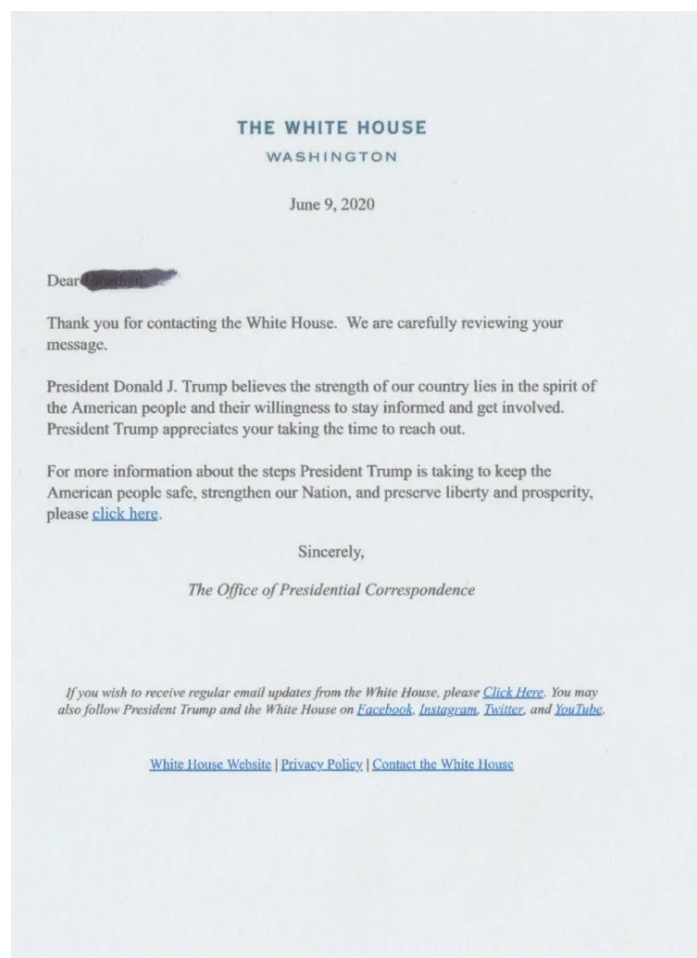 THE WHITE HOUSE
WASHINGTON
June 9, 2020
Dear
Thank you for contacting the White House. We are carefully reviewing your
message.
President Donald J. Trump believes the strength of our country lies in the spirit of
the American people and their willingness to stay informed and get involved.
President Trump appreciates your taking the time to reach out.
For more information about the steps President Trump is taking to keep the
American people safe, strengthen our Nation, and preserve liberty and prosperity,
please click here.
Sincerely,
The Office of Presidential Correspondence
If you wish to receive regular email updates from the White House, please Click Here. You may
also follow President Trump and the White House on Facebook, Instagram, Twitter, and YouTube.
White House Website | Privacy Policy | Contact the White House